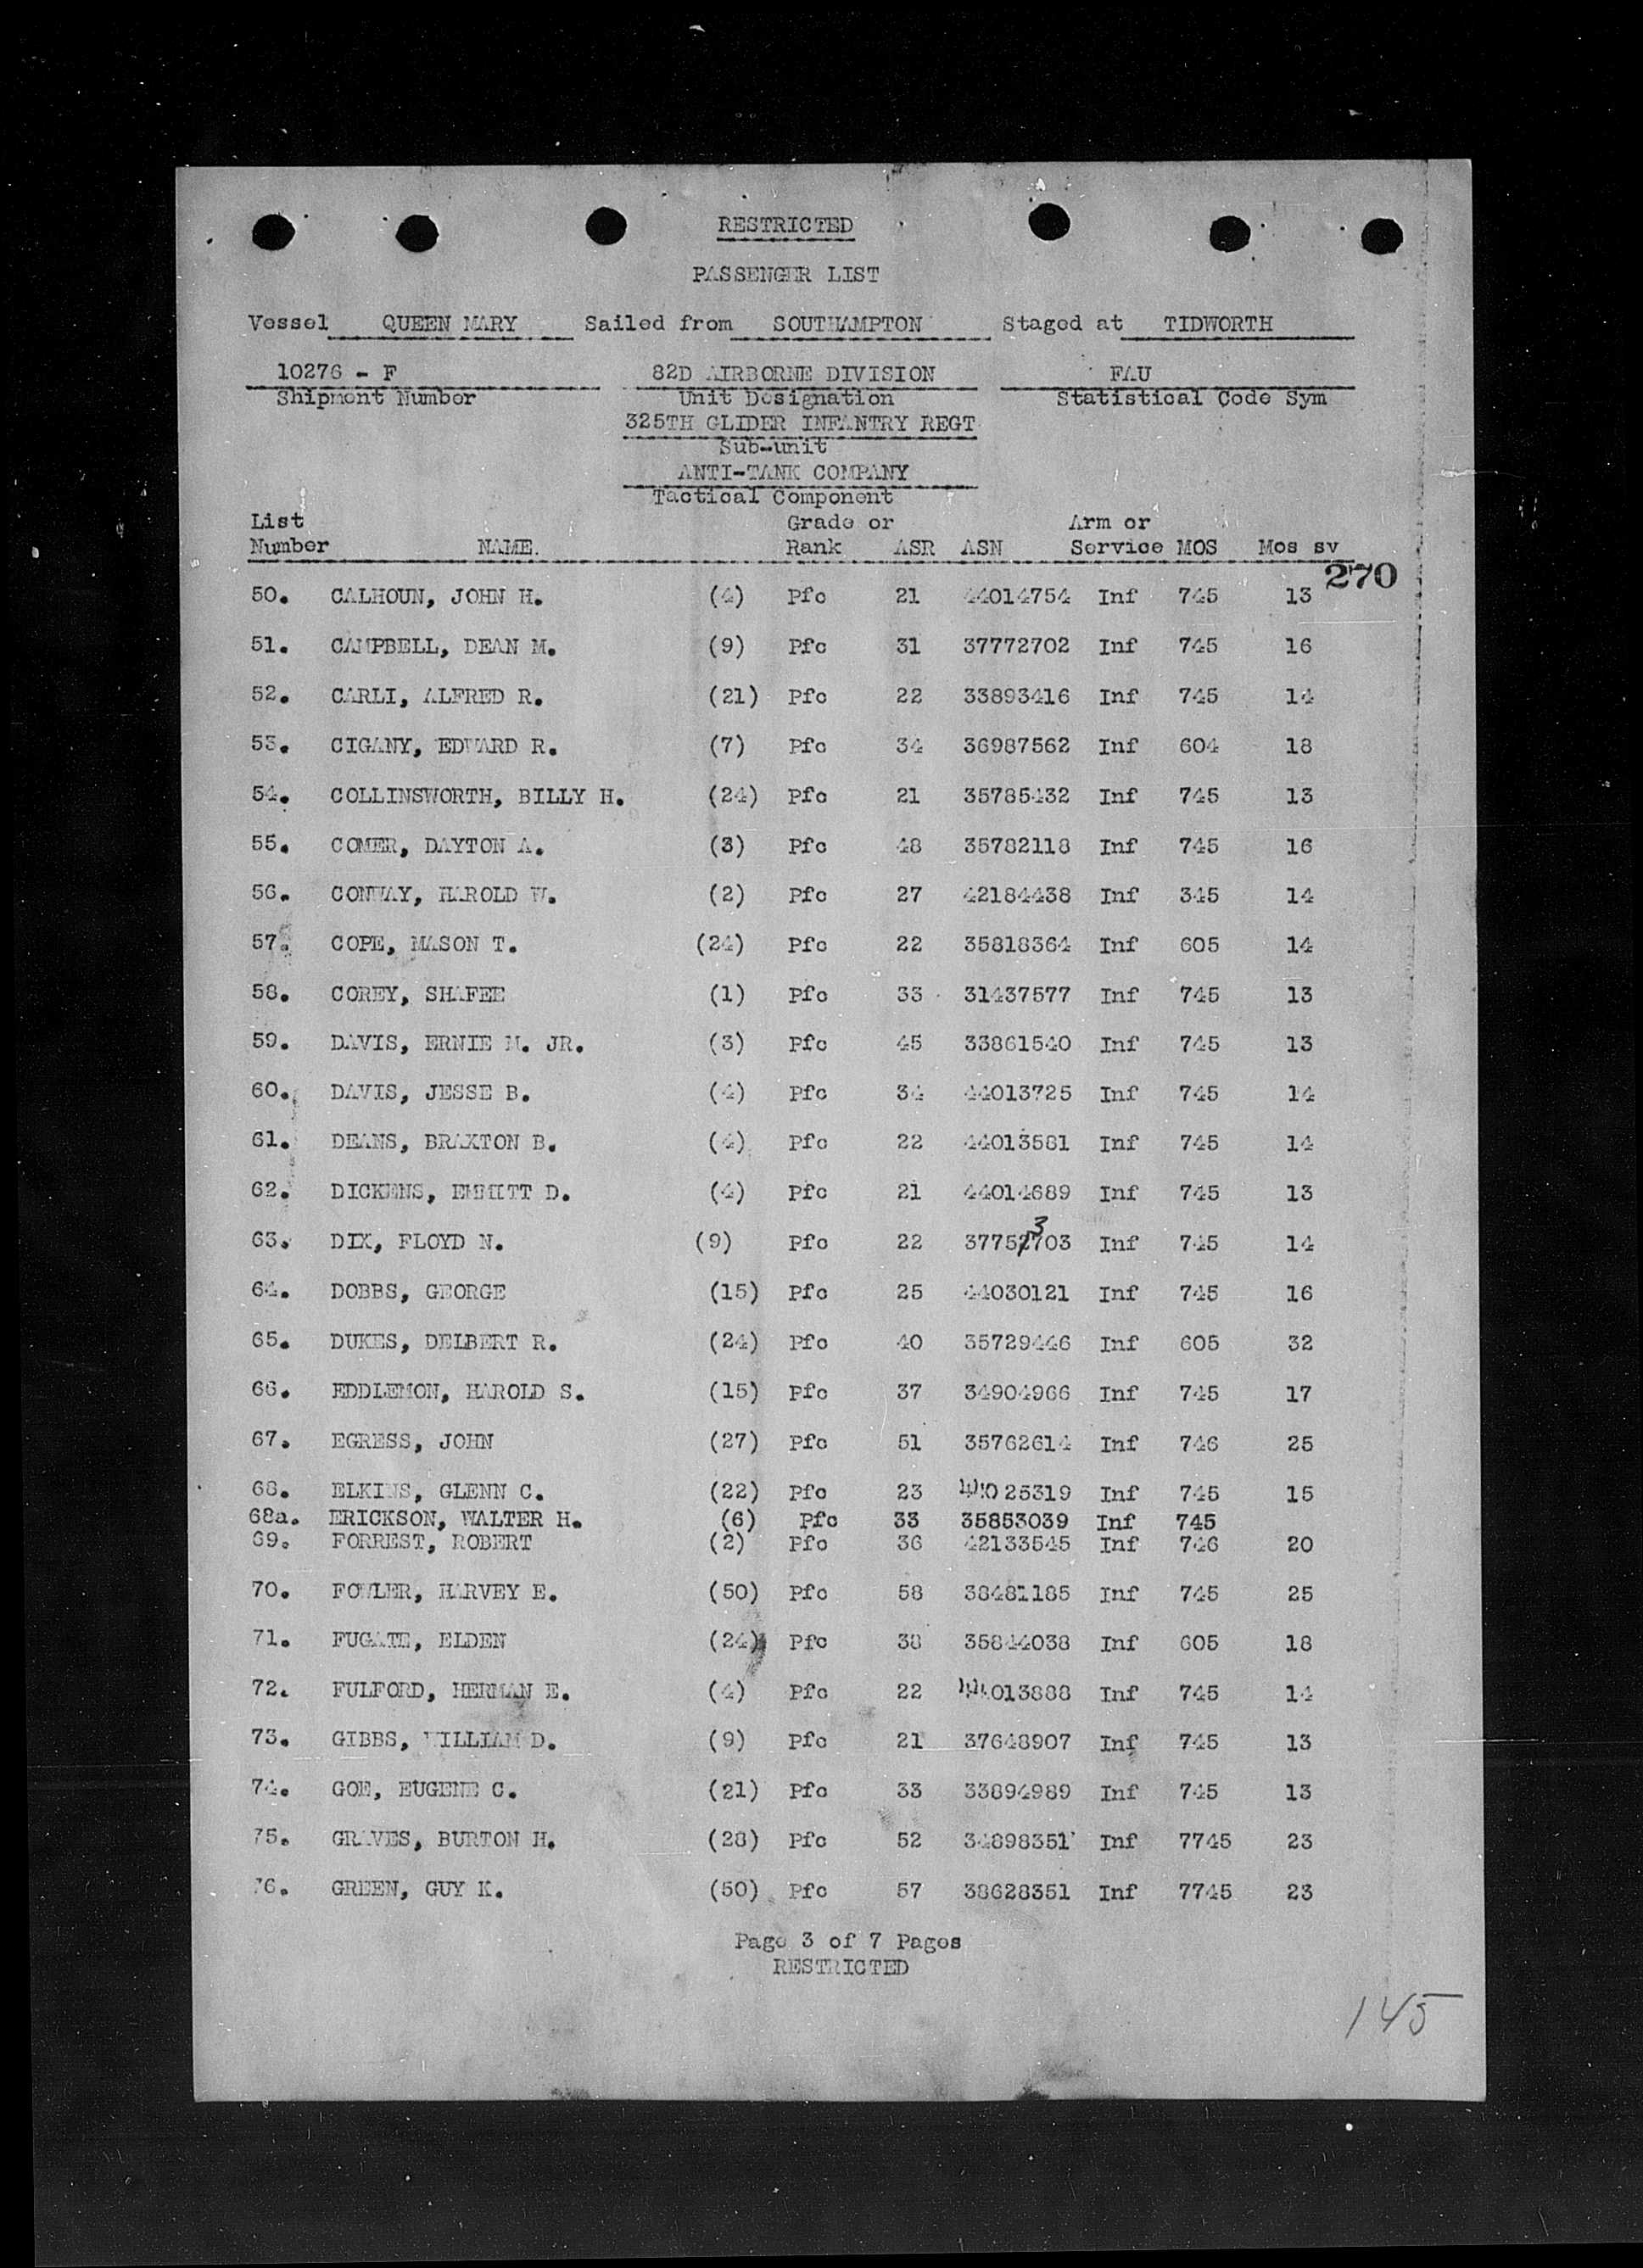 RESTRICTED
PASSENGER LIST
Vessel QUEEN MARY Sailed from SOUTHAMPTON Staged at TIDWORTH
10276 - F 82D AIRBORNE DIVISION FAU
Shipment Number Unit Designation Statistical Code Sym
325TH GLIDER INFANTRY REGT
Sub-unit
ANTI-TANK COMPANY
Tactical Component
List Grade or Arm or
Number NAME. Rank ASR ASN Service MOS Mos sv
270
50. CALHOUN, JOHN H. (4) Pfc 21 44014754 Inf 745 13
51. CAMPBELL, DEAN M. (9) Pfc 31 37772702 Inf 745 16
52. CARLI, ALFRED R. (21) Pfc 22 33893416 Inf 745 14
53. CIGANY, EDWARD R. (7) Pfc 34 36987562 Inf 604 18
54. COLLINSWORTH, BILLY H. (24) Pfc 21 35785432 Inf 745 13
55. COMER, DAYTON A. (3) Pfc 48 35782118 Inf 745 16
56. CONWAY, HAROLD W. (2) Pfc 27 42184438 Inf 345 14
57. COPE, MASON T. (24) Pfc 22 35818364 Inf 605 14
58. COREY, SHAFEE (1) Pfc 33 31437577 Inf 745 13
59. DAVIS, ERNIE M. JR. (3) Pfc 45 33861540 Inf 745 13
60. DAVIS, JESSE B. (4) Pfc 34 44013725 Inf 745 14
61. DEANS, BRAXTON B. (4) Pfc 22 44013581 Inf 745 14
62. DICKENS, EMMITT D. (4) Pfc 21 44014689 Inf 745 13
3
63. DIX, FLOYD N. (9) Pfc 22 37752703 Inf 745 14
64. DOBBS, GEORGE (15) Pfc 25 44030121 Inf 745 16
65. DUKES, DELBERT R. (24) Pfc 40 35729446 Inf 605 32
66. EDDLEMON, HAROLD S. (15) Pfc 37 34904966 Inf 745 17
67. EGRESS, JOHN (27) Pfc 51 35762614 Inf 746 25
68. ELKINS, GLENN C. (22) Pfc 23 44025319 Inf 745 15
68a. ERICKSON, WALTER H. (6) Pfc 33 35853039 Inf 745
69. FORREST, ROBERT (2) Pfc 36 42133545 Inf 746 20
70. FOWLER, HARVEY E. (50) Pfc 58 38481185 Inf 745 25
71. FUGATE, ELDEN (24) Pfc 38 35844038 Inf 605 18
72. FULFORD, HERMAN E. (4) Pfc 22 44013888 Inf 745 14
73. GIBBS, WILLIAM D. (9) Pfc 21 37648907 Inf 745 13
74. GOE, EUGENE C. (21) Pfc 33 33894989 Inf 745 13
75. GRAVES, BURTON H. (28) Pfc 52 34898351 Inf 7745 23
76. GREEN, GUY K. (50) Pfc 57 38628351 Inf 7745 23
Page 3 of 7 Pages
RESTRICTED
145